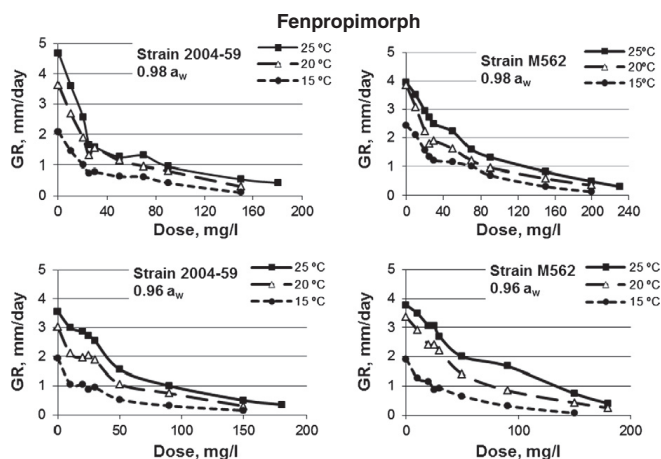 Fenpropimorph
GR, mm/day
5
4
3
2
1
0
Strain 2004-59
0.98 aw
25 ºC
20 ºC
15 ºC
0 40 80 120 160 200
Dose, mg/l
GR, mm/day
5
4
3
2
1
0
Strain M562
0.98 aw
25ºC
20ºC
15ºC
0 30 60 90 120 150 180 210 240
Dose, mg/l
GR, mm/day
5
4
3
2
1
0
Strain 2004-59
0.96 aw
25 ºC
20 ºC
15 ºC
0 50 100 150 200
Dose, mg/l
GR, mm/day
5
4
3
2
1
0
Strain M562
0.96 aw
25 ºC
20 ºC
15 ºC
0 100 200
Dose, mg/l